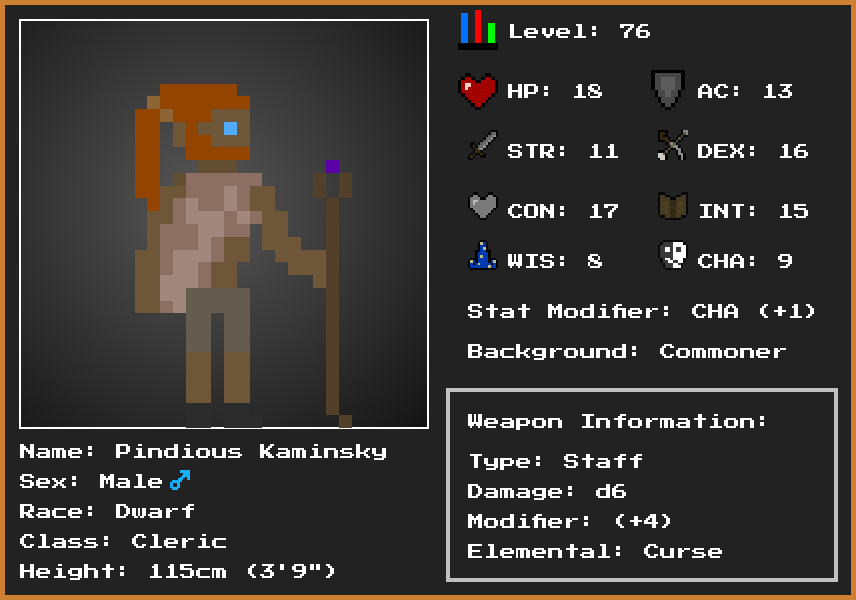 Level: 76
HP: 18 AC: 13
STR: 11 DEX: 16
CON: 17 INT: 15
WIS: 8 CHA: 9
Stat Modifier: CHA (+1)
Background: Commoner
Weapon Information:
Type: Staff
Damage: d6
Modifier: (+4)
Elemental: Curse
Name: Pindious Kaminsky
Sex: Male ♂
Race: Dwarf
Class: Cleric
Height: 115cm (3'9")